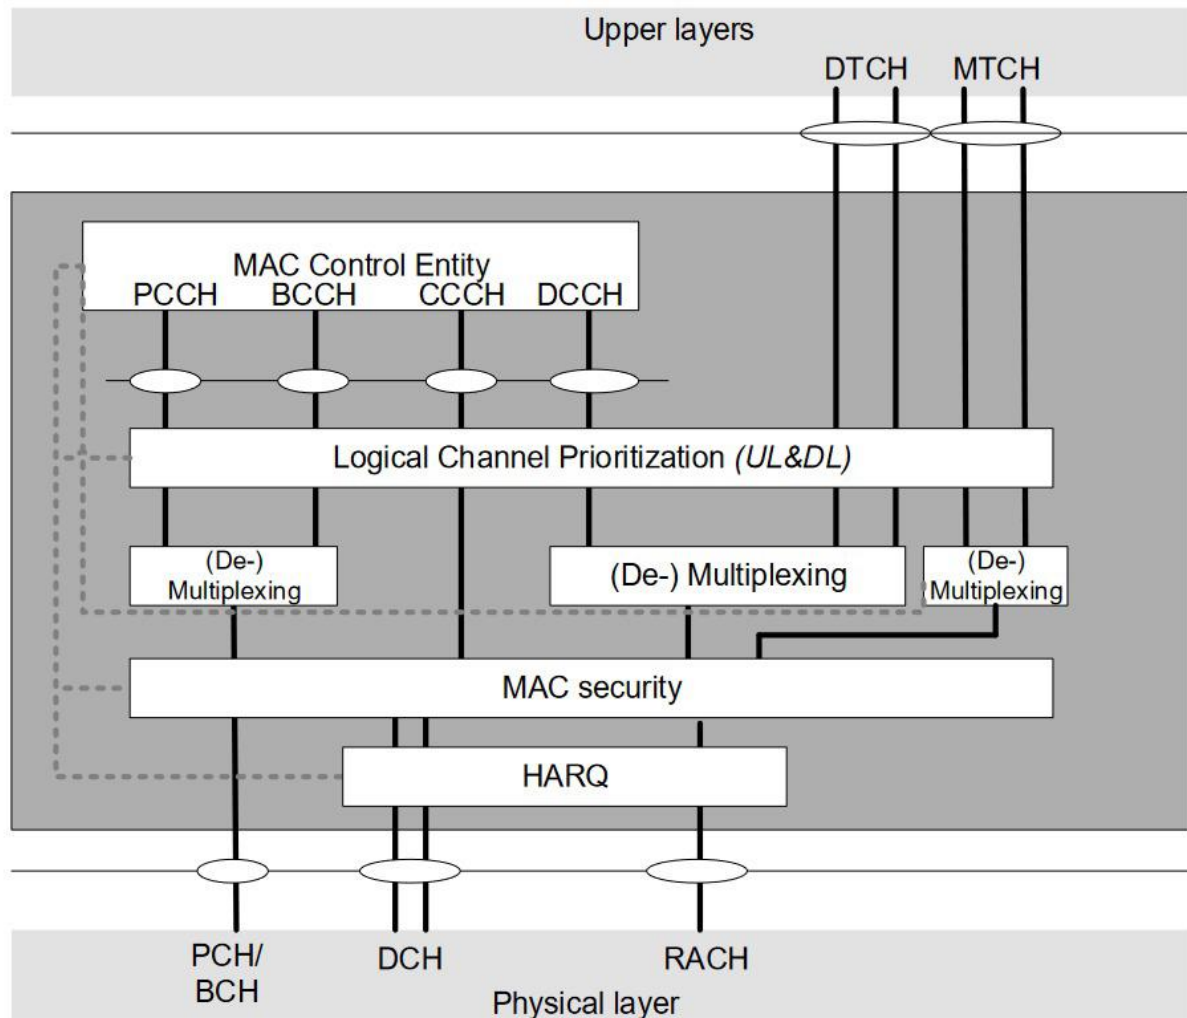 Upper layers
DTCH MTCH
MAC Control Entity
PCCH BCCH CCCH DCCH
Logical Channel Prioritization (UL&DL)
(De-)
Multiplexing
(De-) Multiplexing
(De-)
Multiplexing
MAC security
HARQ
PCH/
BCH
DCH
RACH
Physical layer